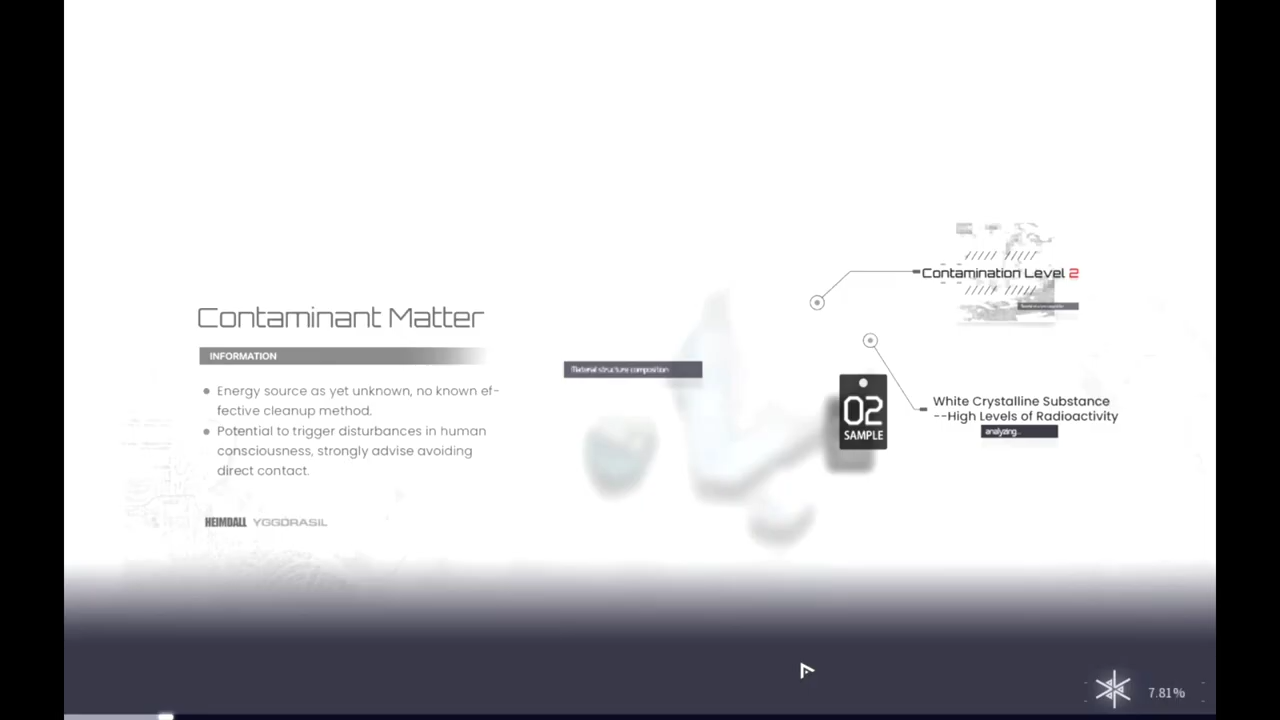 Contamination Level 2
Contaminant Matter
INFORMATION
Energy source as yet unknown, no known ef-
fective cleanup method.
Potential to trigger disturbances in human
consciousness, strongly advise avoiding
direct contact.
HEIMDALL YGGDRASIL
Material structure composition
02
SAMPLE
White Crystalline Substance
--High Levels of Radioactivity
analyzing...
7.81%